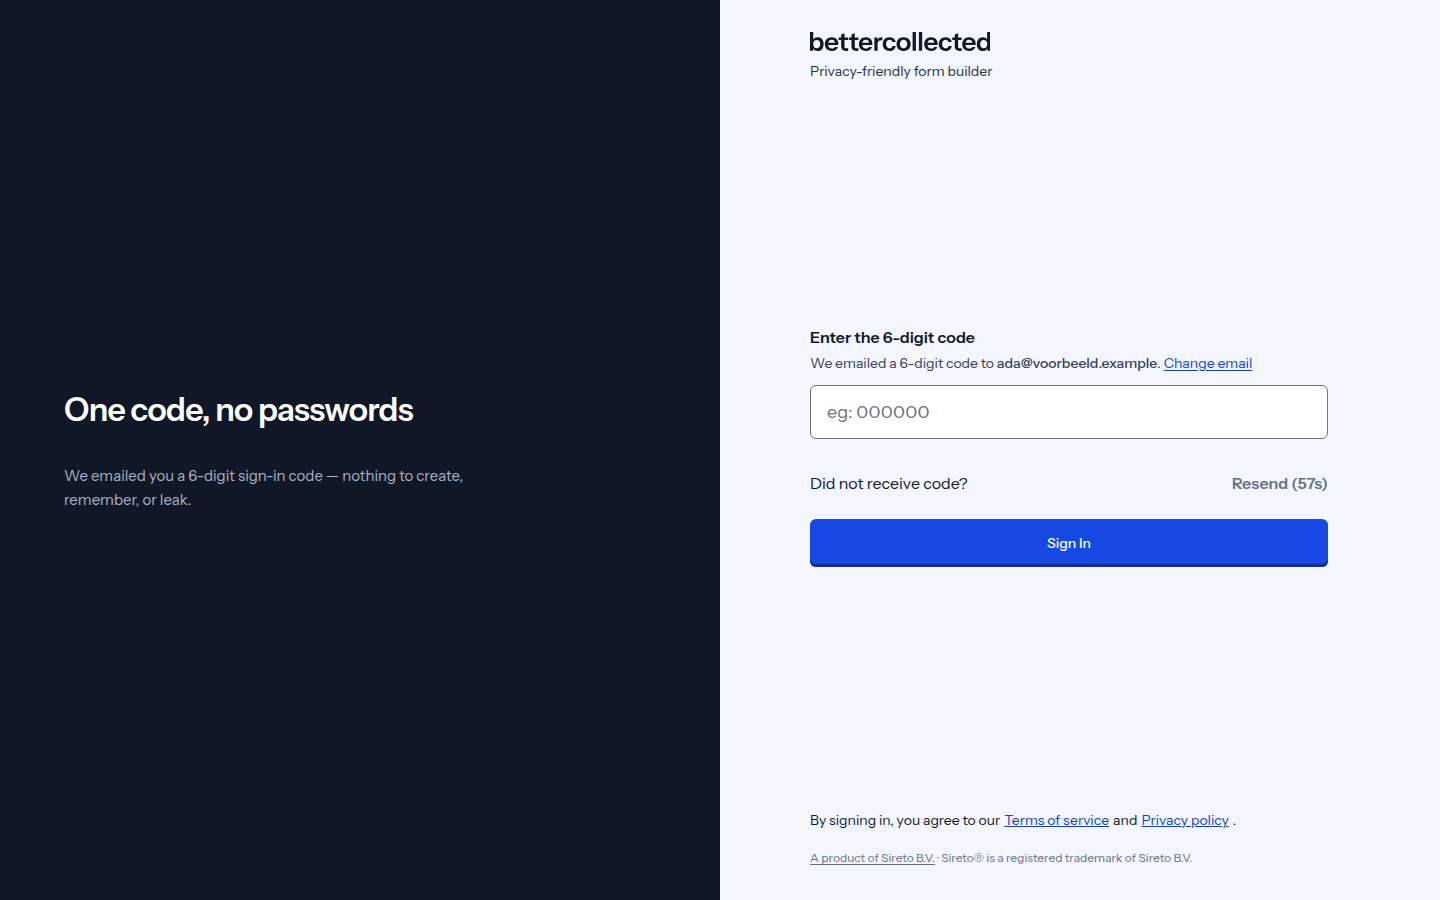 One code, no passwords
We emailed you a 6-digit sign-in code — nothing to create,
remember, or leak.
bettercollected
Privacy-friendly form builder
Enter the 6-digit code
We emailed a 6-digit code to ada@voorbeeld.example. Change email
eg: 000000
Did not receive code? Resend (57s)
Sign In
By signing in, you agree to our Terms of service and Privacy policy .
A product of Sireto B.V. · Sireto® is a registered trademark of Sireto B.V.